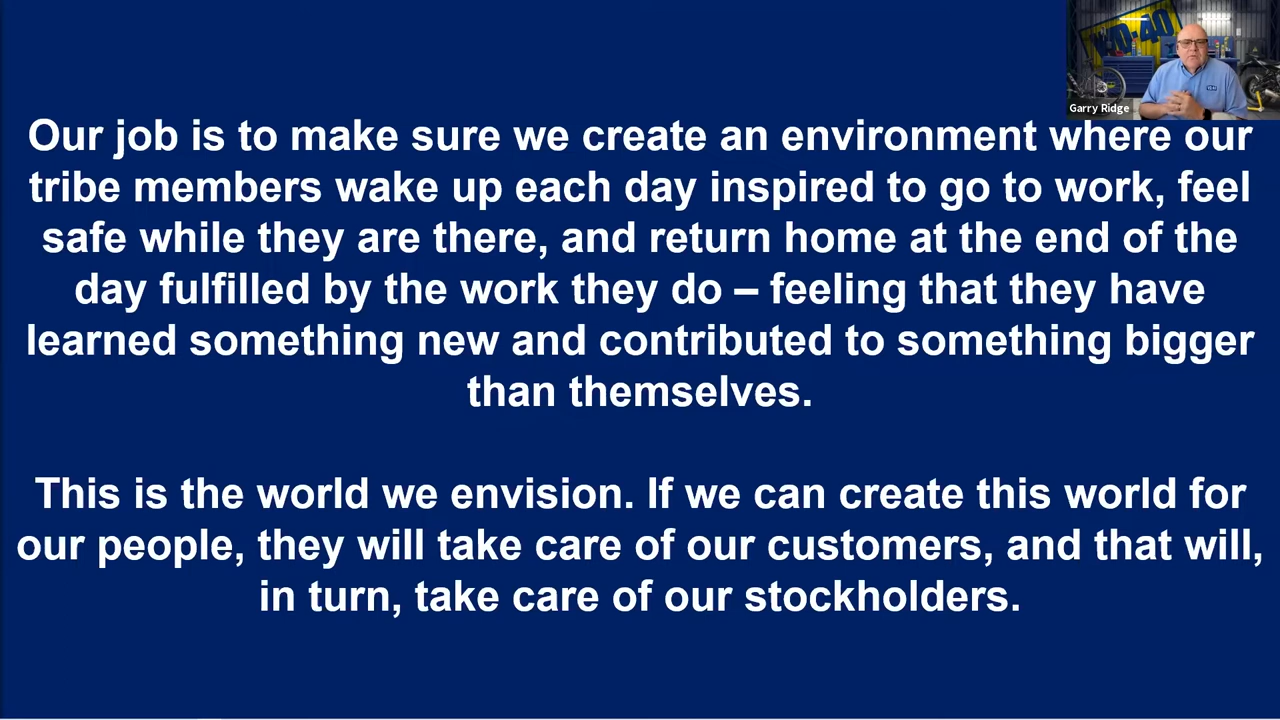 WD-40
Garry Ridge
Our job is to make sure we create an environment where our
tribe members wake up each day inspired to go to work, feel
safe while they are there, and return home at the end of the
day fulfilled by the work they do – feeling that they have
learned something new and contributed to something bigger
than themselves.
This is the world we envision. If we can create this world for
our people, they will take care of our customers, and that will,
in turn, take care of our stockholders.